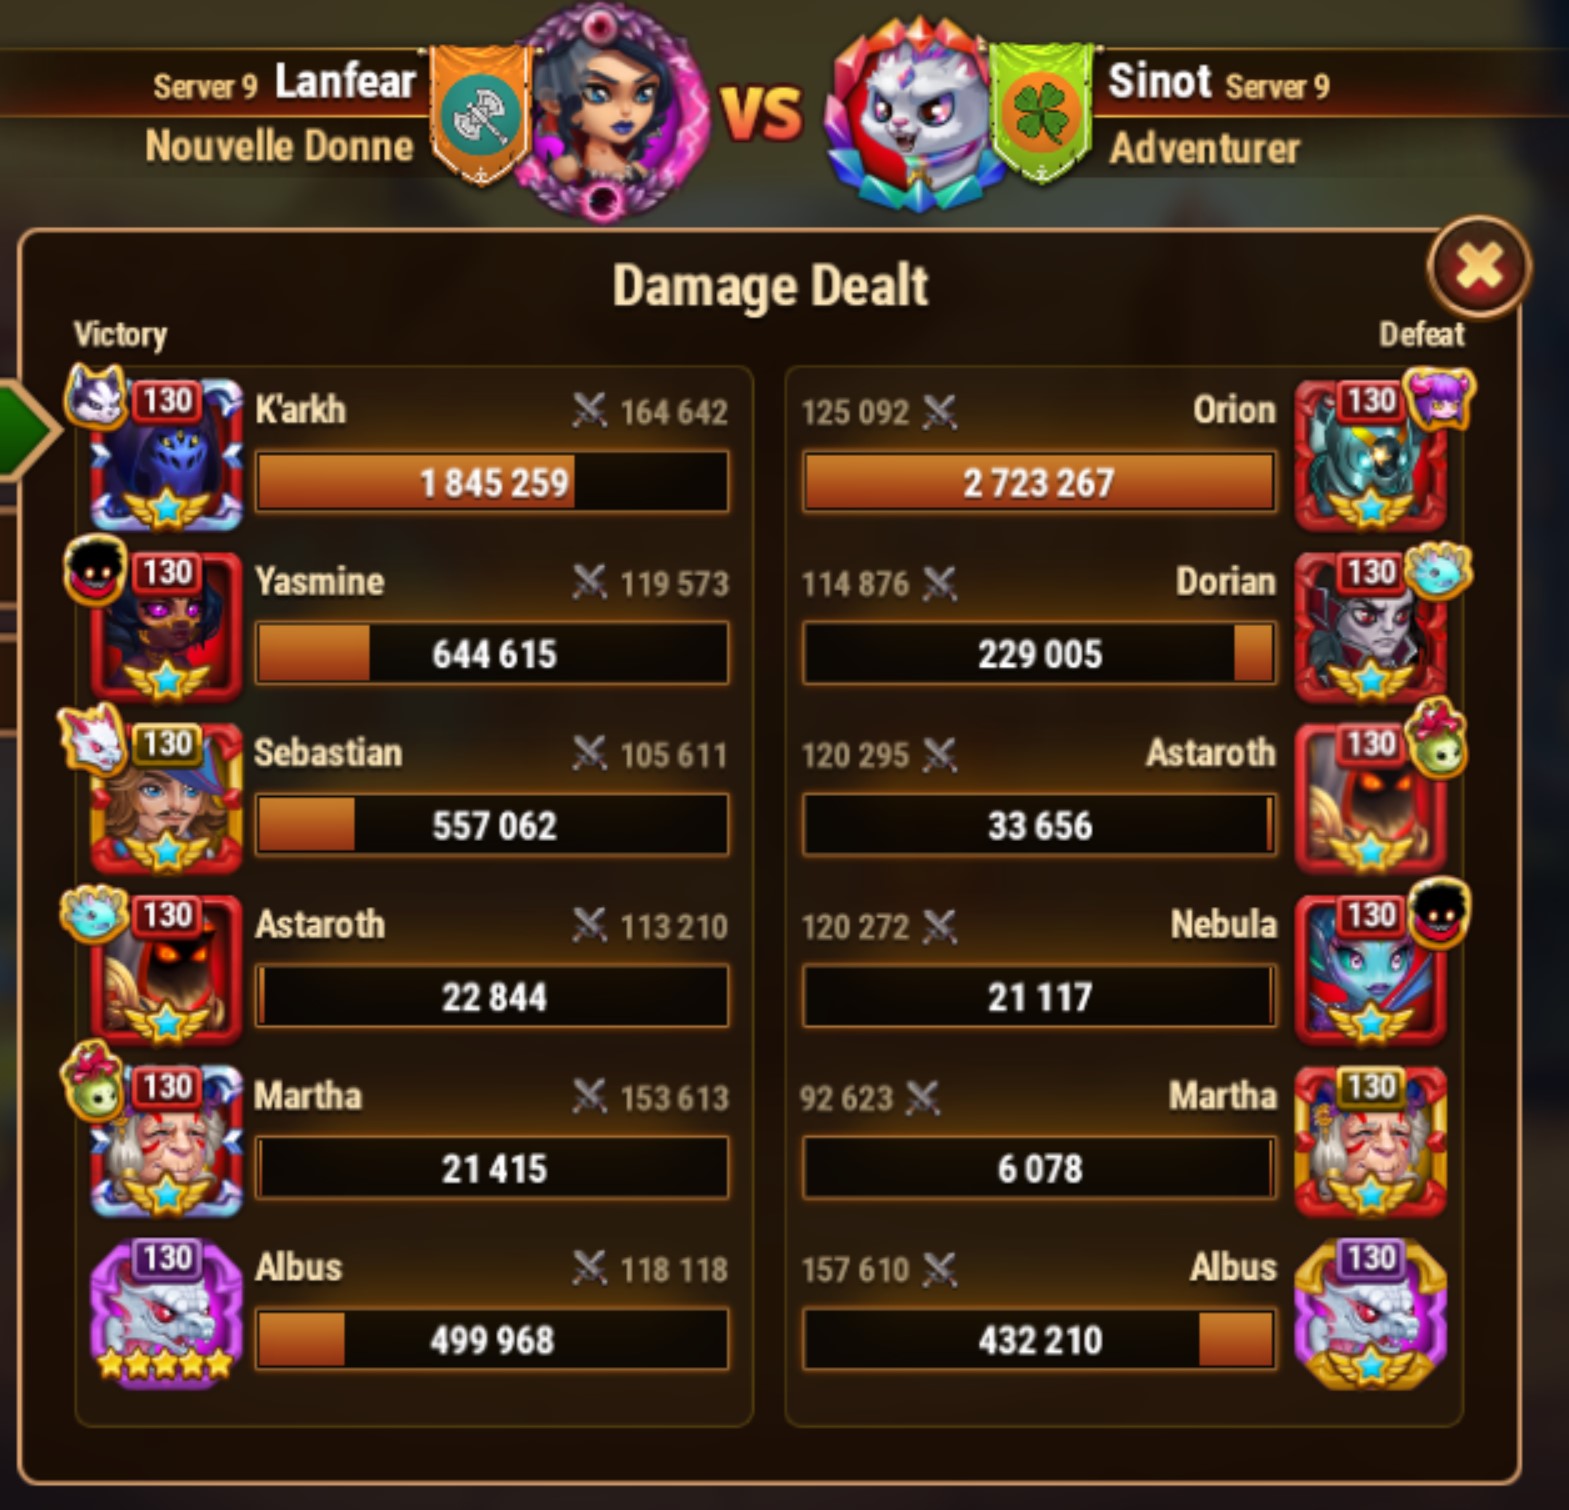 Server 9 Lanfear
Nouvelle Donne
VS
Sinot Server 9
Adventurer
Damage Dealt
Victory
Defeat
130 K'arkh 164 642
1 845 259
125 092 Orion 130
2 723 267
130 Yasmine 119 573
644 615
114 876 Dorian 130
229 005
130 Sebastian 105 611
557 062
120 295 Astaroth 130
33 656
130 Astaroth 113 210
22 844
120 272 Nebula 130
21 117
130 Martha 153 613
21 415
92 623 Martha 130
6 078
130 Albus 118 118
499 968
157 610 Albus 130
432 210